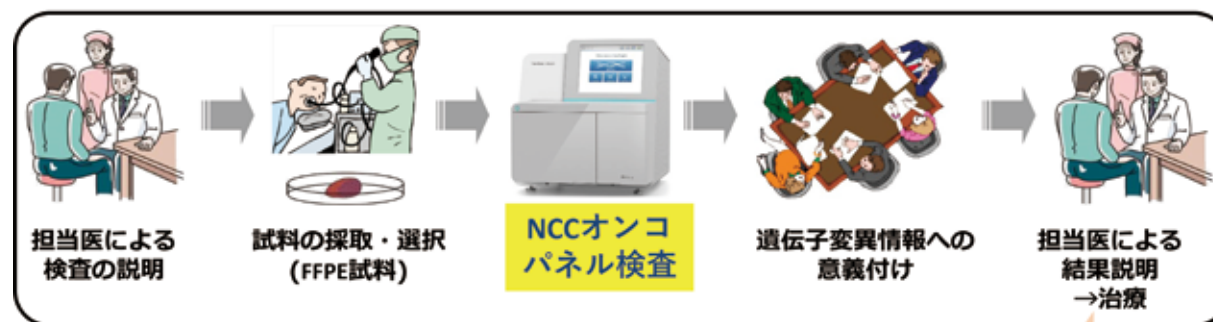 担当医による
検査の説明
試料の採取・選択
(FFPE試料)
NCCオンコ
パネル検査
遺伝子変異情報への
意義付け
担当医による
結果説明
→治療